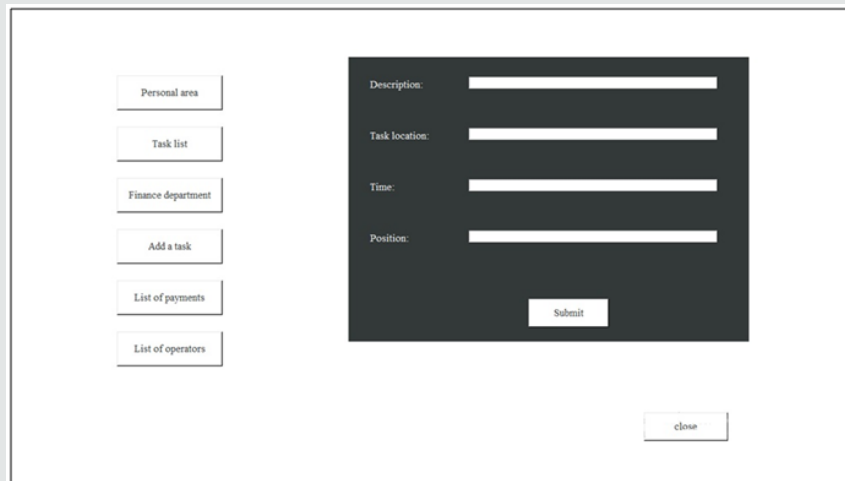 Personal area
Task list
Finance department
Add a task
List of payments
List of operators
Description:
Task location:
Time:
Position:
Submit
close